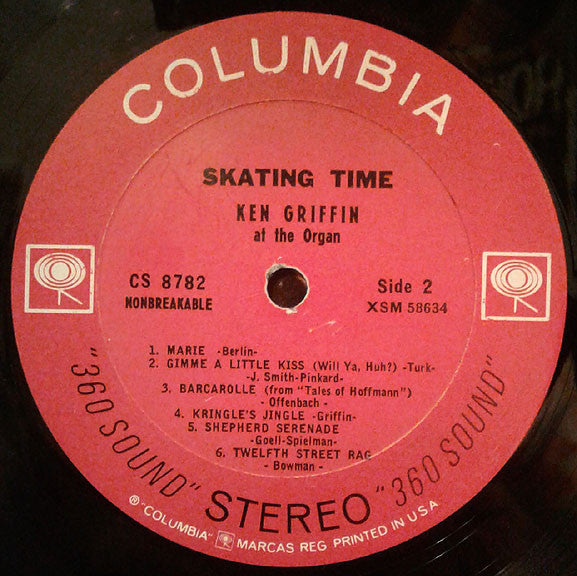 COLUMBIA
SKATING TIME
KEN GRIFFIN
at the Organ
CS 8782
NONBREAKABLE
Side 2
XSM 58634
1. MARIE -Berlin-
2. GIMME A LITTLE KISS (Will Ya, Huh?) -Turk-
-J. Smith-Pinkard-
3. BARCAROLLE (from "Tales of Hoffmann")
- Offenbach -
4. KRINGLE'S JINGLE -Griffin-
5. SHEPHERD SERENADE
-Goell-Spielman-
6. TWELFTH STREET RAG
- Bowman -
"360 SOUND" STEREO "360 SOUND"
® "COLUMBIA" MARCAS REG PRINTED IN U S A